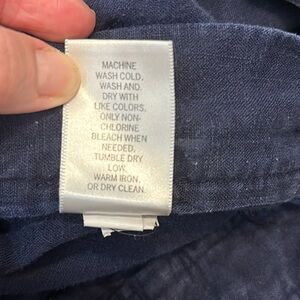 MACHINE
WASH COLD,
WASH AND
DRY WITH
LIKE COLORS,
ONLY NON-
CHLORINE
BLEACH WHEN
NEEDED,
TUMBLE DRY
LOW,
WARM IRON,
OR DRY CLEAN.